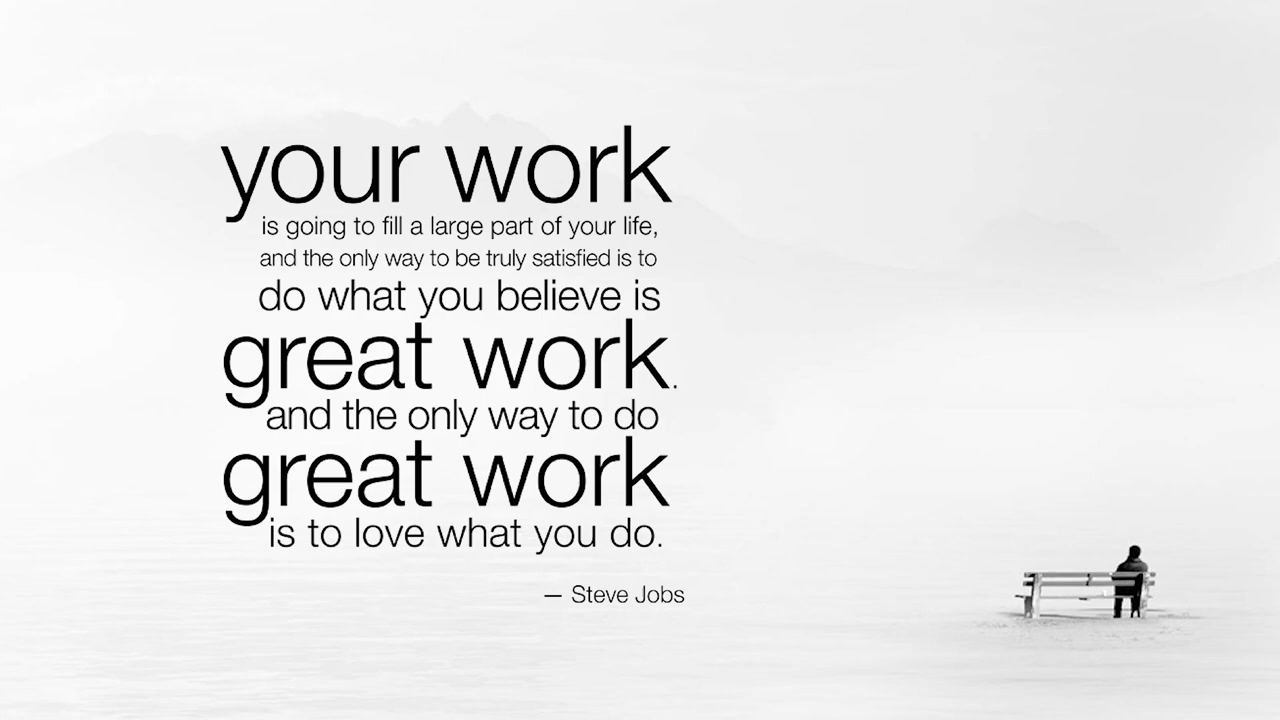 your work
is going to fill a large part of your life,
and the only way to be truly satisfied is to
do what you believe is
great work.
and the only way to do
great work
is to love what you do.
— Steve Jobs